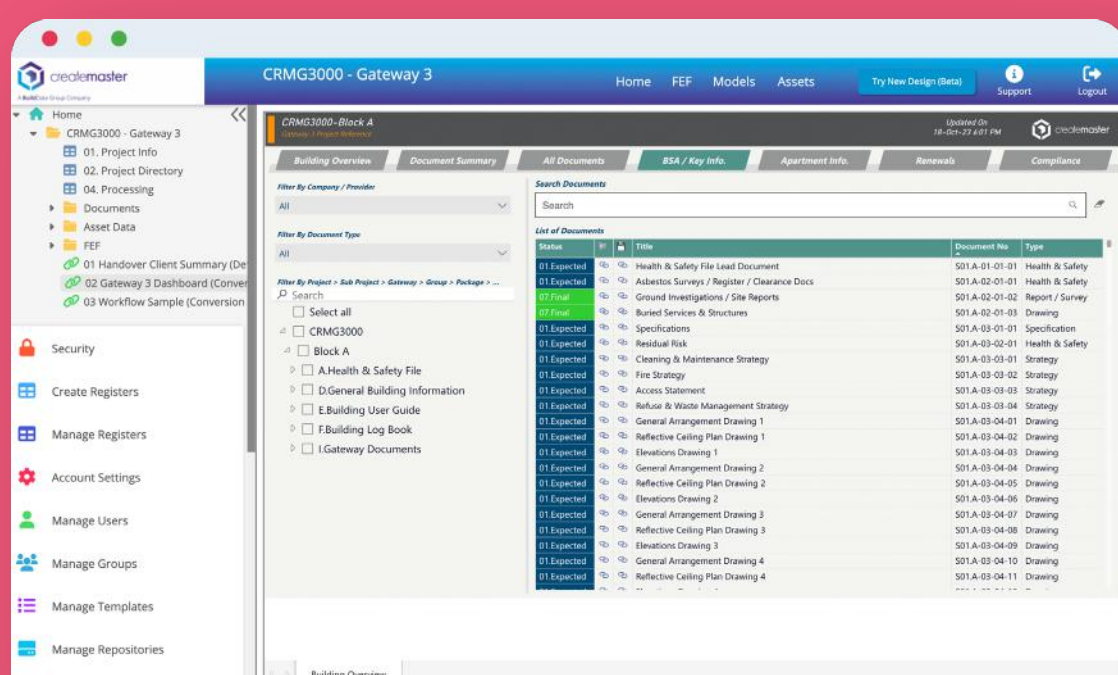 createmaster
A BuildData Group Company
CRMG3000 - Gateway 3
Home FEF Models Assets
Try New Design (Beta)
Support
Logout
Home
CRMG3000 - Gateway 3
01. Project Info
02. Project Directory
04. Processing
Documents
Asset Data
FEF
01 Handover Client Summary (De
02 Gateway 3 Dashboard (Conver
03 Workflow Sample (Conversion
Security
Create Registers
Manage Registers
Account Settings
Manage Users
Manage Groups
Manage Templates
Manage Repositories
CRMG3000-Block A
Gateway 3 Project Reference
Updated On
18-Oct-23 4:01 PM
createmaster
Building Overview Document Summary All Documents BSA / Key Info. Apartment Info. Renewals Compliance
Filter By Company / Provider
All
Filter By Document Type
All
Filter By Project > Sub Project > Gateway > Group > Package > ...
Search
Select all
CRMG3000
Block A
A.Health & Safety File
D.General Building Information
E.Building User Guide
F.Building Log Book
I.Gateway Documents
Search Documents
Search
List of Documents
Status Title Document No Type
01.Expected Health & Safety File Lead Document S01.A-01-01-01 Health & Safety
01.Expected Asbestos Surveys / Register / Clearance Docs S01.A-02-01-01 Health & Safety
07.Final Ground Investigations / Site Reports S01.A-02-01-02 Report / Survey
07.Final Buried Services & Structures S01.A-02-01-03 Drawing
01.Expected Specifications S01.A-03-01-01 Specification
01.Expected Residual Risk S01.A-03-02-01 Health & Safety
01.Expected Cleaning & Maintenance Strategy S01.A-03-03-01 Strategy
01.Expected Fire Strategy S01.A-03-03-02 Strategy
01.Expected Access Statement S01.A-03-03-03 Strategy
01.Expected Refuse & Waste Management Strategy S01.A-03-03-04 Strategy
01.Expected General Arrangement Drawing 1 S01.A-03-04-01 Drawing
01.Expected Reflective Ceiling Plan Drawing 1 S01.A-03-04-02 Drawing
01.Expected Elevations Drawing 1 S01.A-03-04-03 Drawing
01.Expected General Arrangement Drawing 2 S01.A-03-04-04 Drawing
01.Expected Reflective Ceiling Plan Drawing 2 S01.A-03-04-05 Drawing
01.Expected Elevations Drawing 2 S01.A-03-04-06 Drawing
01.Expected General Arrangement Drawing 3 S01.A-03-04-07 Drawing
01.Expected Reflective Ceiling Plan Drawing 3 S01.A-03-04-08 Drawing
01.Expected Elevations Drawing 3 S01.A-03-04-09 Drawing
01.Expected General Arrangement Drawing 4 S01.A-03-04-10 Drawing
01.Expected Reflective Ceiling Plan Drawing 4 S01.A-03-04-11 Drawing
Building Overview